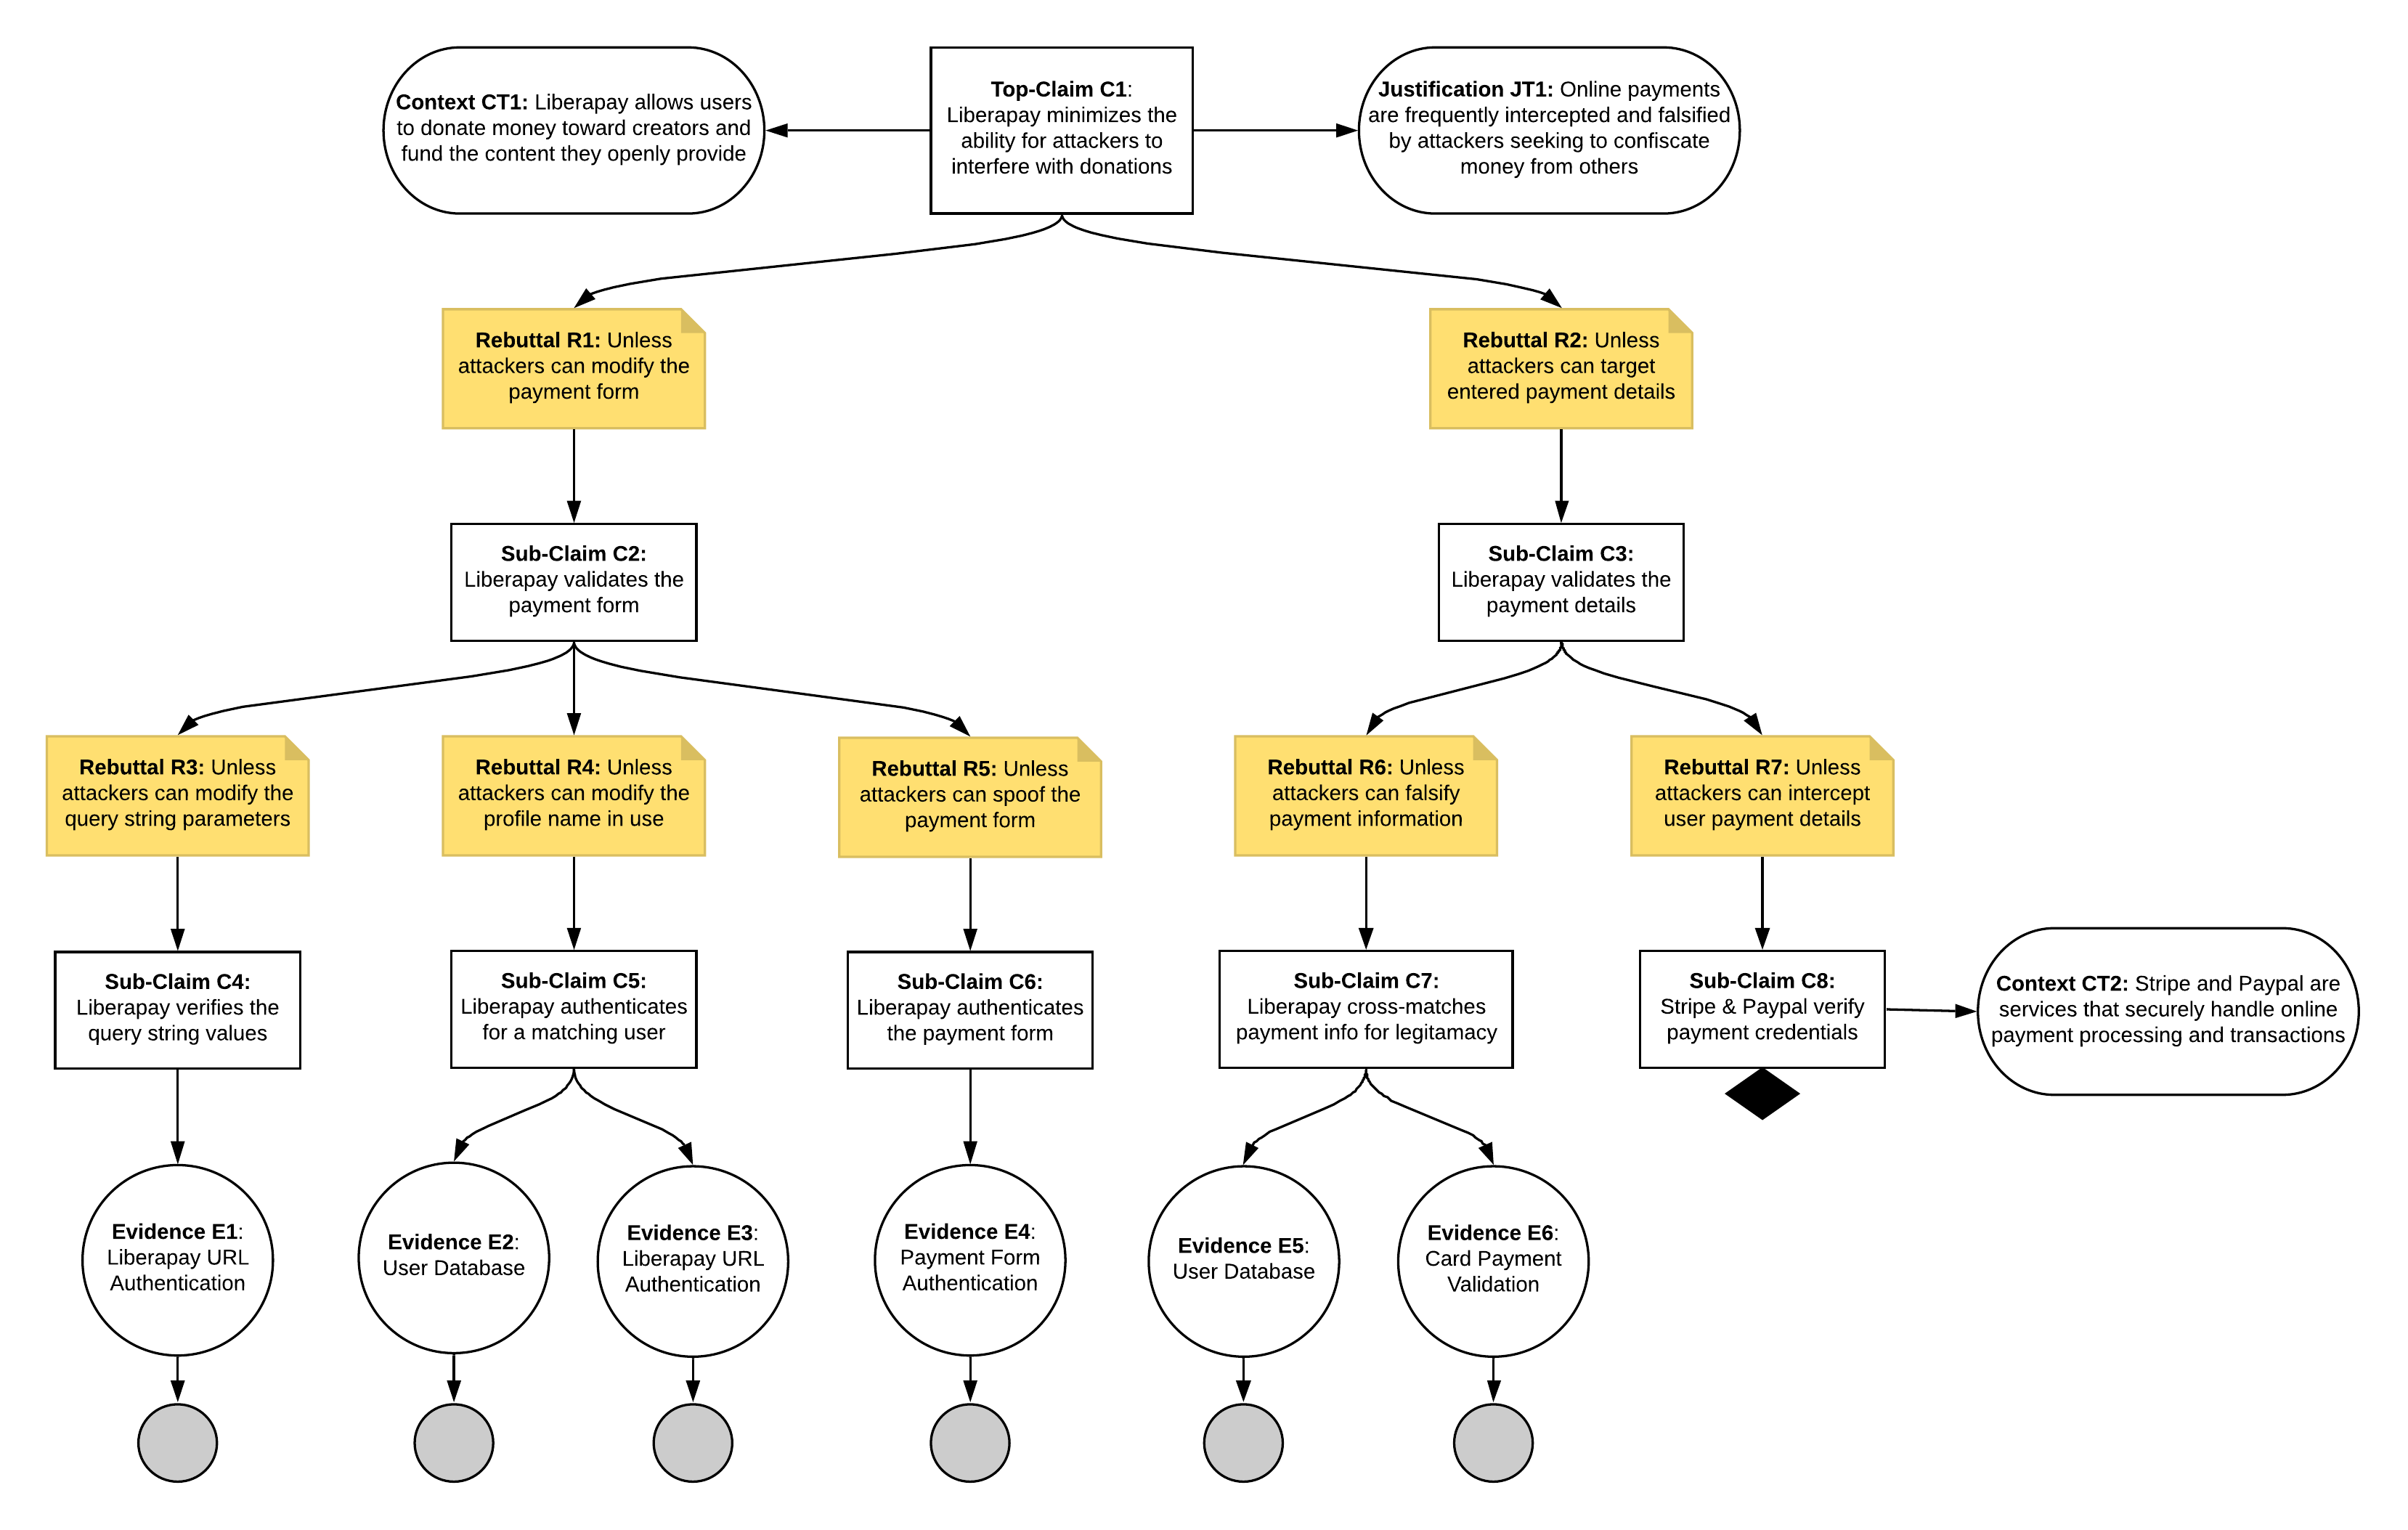 Context CT1: Liberapay allows users
to donate money toward creators and
fund the content they openly provide
Top-Claim C1:
Liberapay minimizes the
ability for attackers to
interfere with donations
Justification JT1: Online payments
are frequently intercepted and falsified
by attackers seeking to confiscate
money from others
Rebuttal R1: Unless
attackers can modify the
payment form
Rebuttal R2: Unless
attackers can target
entered payment details
Sub-Claim C2:
Liberapay validates the
payment form
Sub-Claim C3:
Liberapay validates the
payment details
Rebuttal R3: Unless
attackers can modify the
query string parameters
Rebuttal R4: Unless
attackers can modify the
profile name in use
Rebuttal R5: Unless
attackers can spoof the
payment form
Rebuttal R6: Unless
attackers can falsify
payment information
Rebuttal R7: Unless
attackers can intercept
user payment details
Sub-Claim C4:
Liberapay verifies the
query string values
Sub-Claim C5:
Liberapay authenticates
for a matching user
Sub-Claim C6:
Liberapay authenticates
the payment form
Sub-Claim C7:
Liberapay cross-matches
payment info for legitamacy
Sub-Claim C8:
Stripe & Paypal verify
payment credentials
Context CT2: Stripe and Paypal are
services that securely handle online
payment processing and transactions
Evidence E1:
Liberapay URL
Authentication
Evidence E2:
User Database
Evidence E3:
Liberapay URL
Authentication
Evidence E4:
Payment Form
Authentication
Evidence E5:
User Database
Evidence E6:
Card Payment
Validation